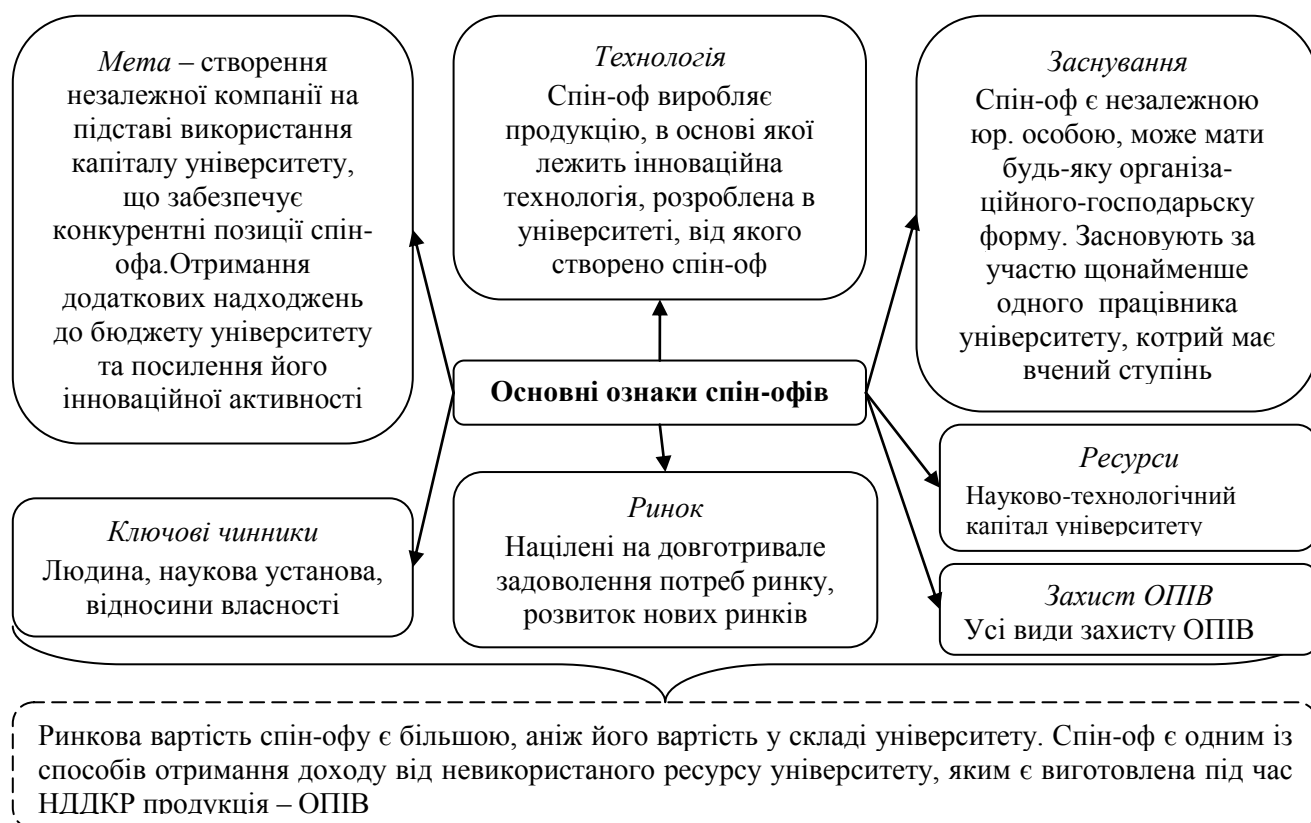 Мета – створення
незалежної компанії на
підставі використання
капіталу університету,
що забезпечує
конкурентні позиції спін-
офа.Отримання
додаткових надходжень
до бюджету університету
та посилення його
інноваційної активності
Технологія
Спін-оф виробляє
продукцію, в основі якої
лежить інноваційна
технологія, розроблена в
університеті, від якого
створено спін-оф
Заснування
Спін-оф є незалежною
юр. особою, може мати
будь-яку організа-
ційного-господарьску
форму. Засновують за
участю щонайменше
одного працівника
університету, котрий має
вчений ступінь
Основні ознаки спін-офів
Ключові чинники
Людина, наукова установа,
відносини власності
Ринок
Націлені на довготривале
задоволення потреб ринку,
розвиток нових ринків
Ресурси
Науково-технологічний
капітал університету
Захист ОПІВ
Усі види захисту ОПІВ
Ринкова вартість спін-офу є більшою, аніж його вартість у складі університету. Спін-оф є одним із
способів отримання доходу від невикористаного ресурсу університету, яким є виготовлена під час
НДДКР продукція – ОПІВ